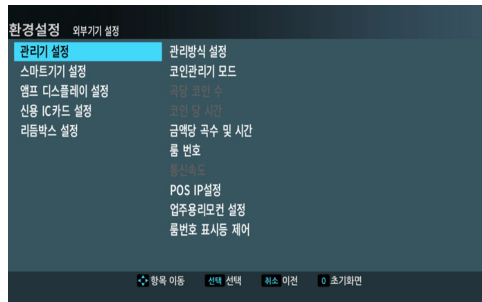 환경설정 외부기기 설정
관리기 설정
스마트기기 설정
앰프 디스플레이 설정
신용 IC카드 설정
리듬박스 설정
관리방식 설정
코인관리기 모드
곡당 코인 수
코인 당 시간
금액당 곡수 및 시간
룸 번호
통신속도
POS IP설정
업주용리모컨 설정
룸번호 표시등 제어
항목 이동 선택 선택 취소 이전 0 초기화면